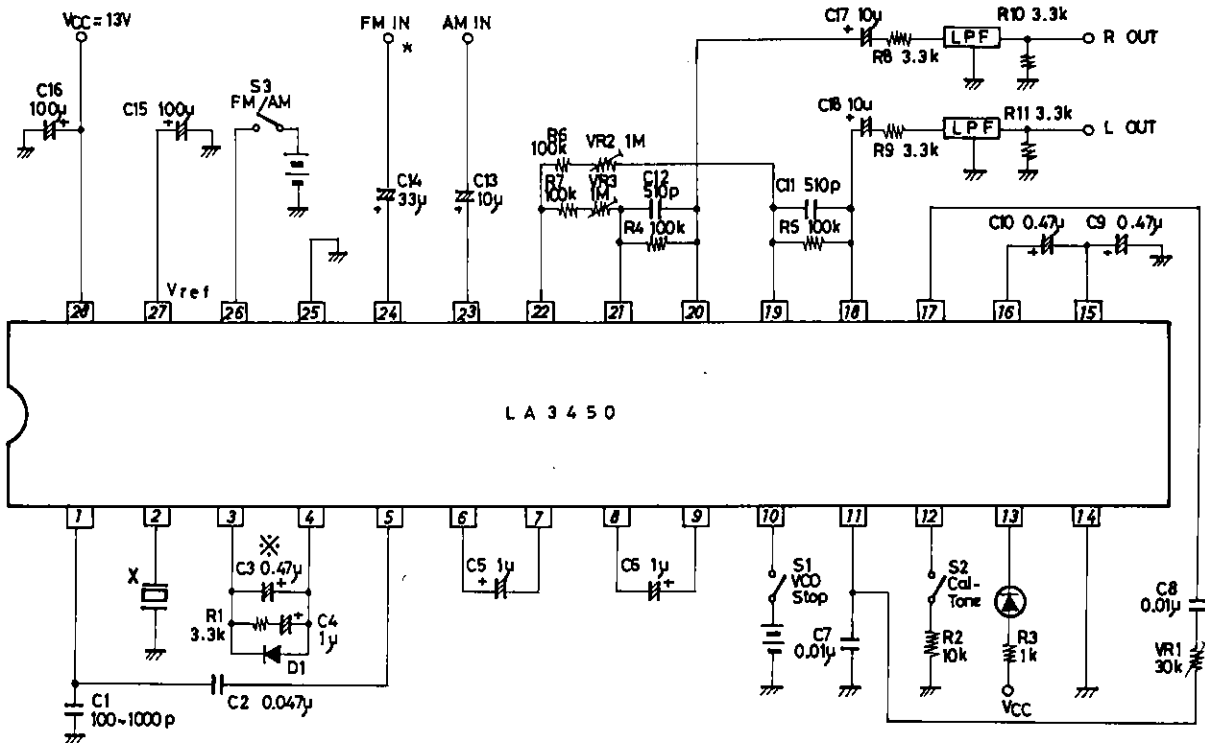 VCC = 13V
FM IN
*
AM IN
C17 10μ
R8 3.3k
LPF
R10 3.3k
R OUT
C16
100μ
+
C15 100μ
+
S3
FM/AM
C18 10μ
+
R9 3.3k
LPF
R11 3.3k
L OUT
C14
33μ
+
C13
10μ
+
R6
100k
VR2 1M
R7
100k
VR3
1M
C12
510p
R4 100k
C11 510p
R5 100k
C10 0.47μ
+
C9 0.47μ
+
Vref
28
27
26
25
24
23
22
21
20
19
18
17
16
15
LA3450
1
2
3
4
5
6
7
8
9
10
11
12
13
14
X
※
C3 0.47μ
+
R1
3.3k
C4
1μ
+
D1
C5 1μ
+
C6 1μ
+
S1
VCO
Stop
C7
0.01μ
S2
Cal-
Tone
R2
10k
R3
1k
VCC
C8
0.01μ
VR1
30k
C1
100~1000p
C2 0.047μ